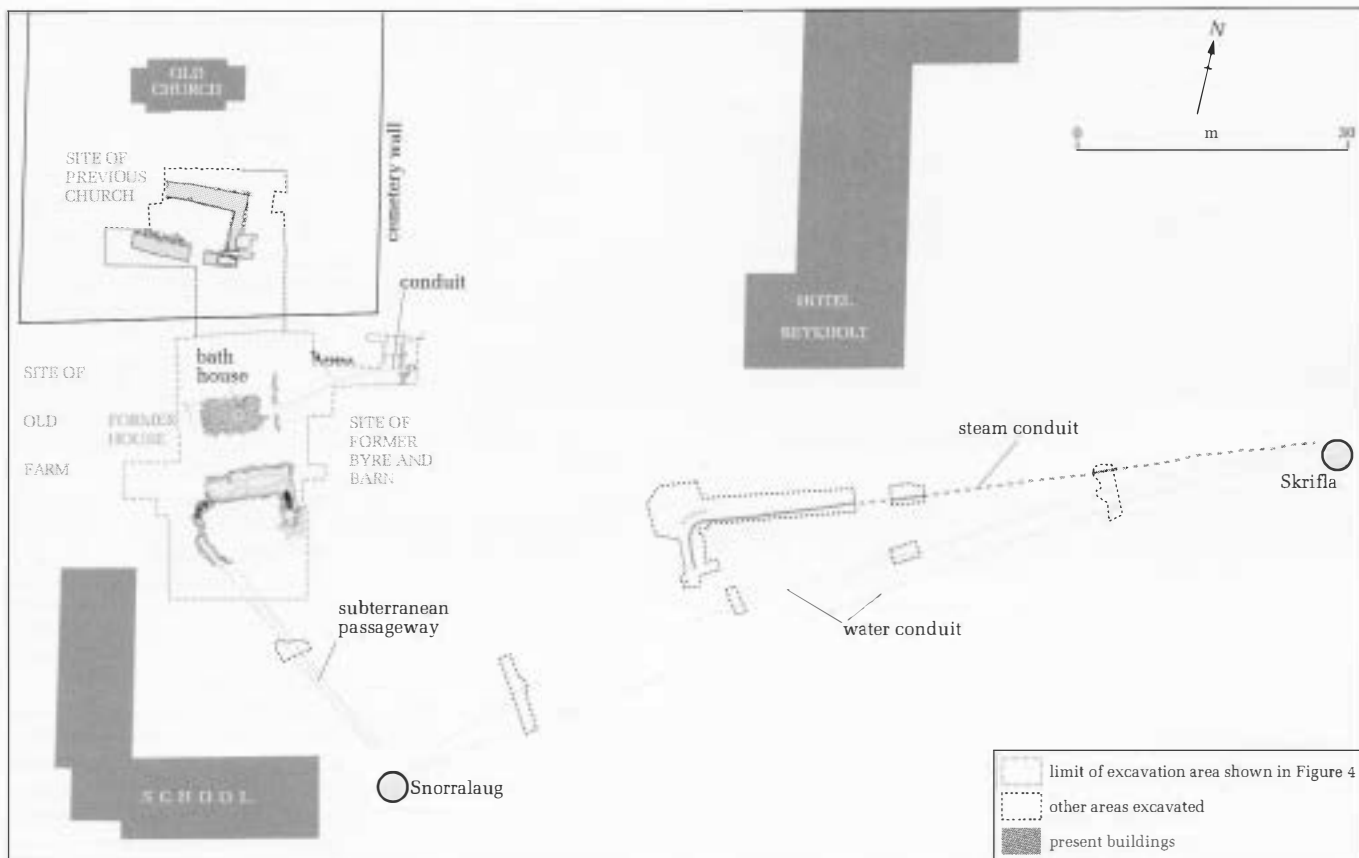 OLD
CHURCH
SITE OF
PREVIOUS
CHURCH
cemetery wall
conduit
N
0
30
m
HOTEL
REYKHOLT
bath
house
SITE OF
OLD
FARM
FORMER
HOUSE
SITE OF
FORMER
BYRE AND
BARN
steam conduit
Skrifla
water conduit
subterranean
passageway
Snorralaug
SCHOOL
limit of excavation area shown in Figure 4
other areas excavated
present buildings